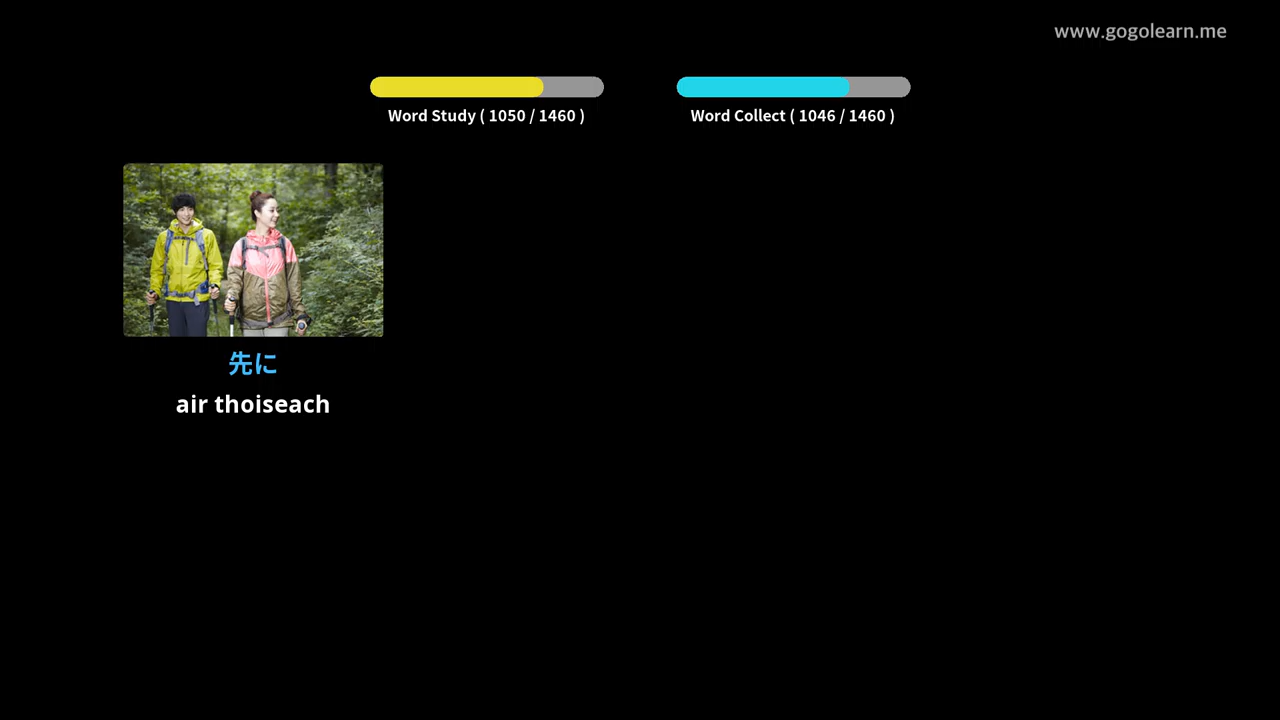 www.gogolearn.me
Word Study ( 1050 / 1460 )
Word Collect ( 1046 / 1460 )
先に
air thoiseach